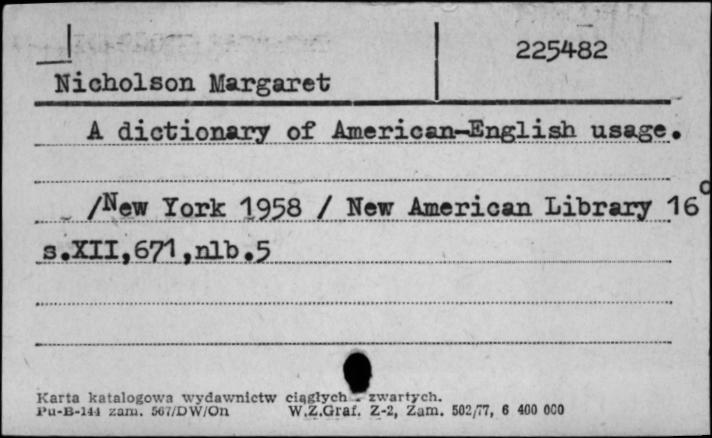 225482
Nicholson Margaret
A dictionary of American-English usage.
/New York 1958 / New American Library 16°
s.XII,671,nlb.5
Karta katalogowa wydawnictw ciągłych - zwartych.
Pu-B-144 zam. 567/DW/On W.Z.Graf. Z-2, Zam. 502/77, 6 400 000